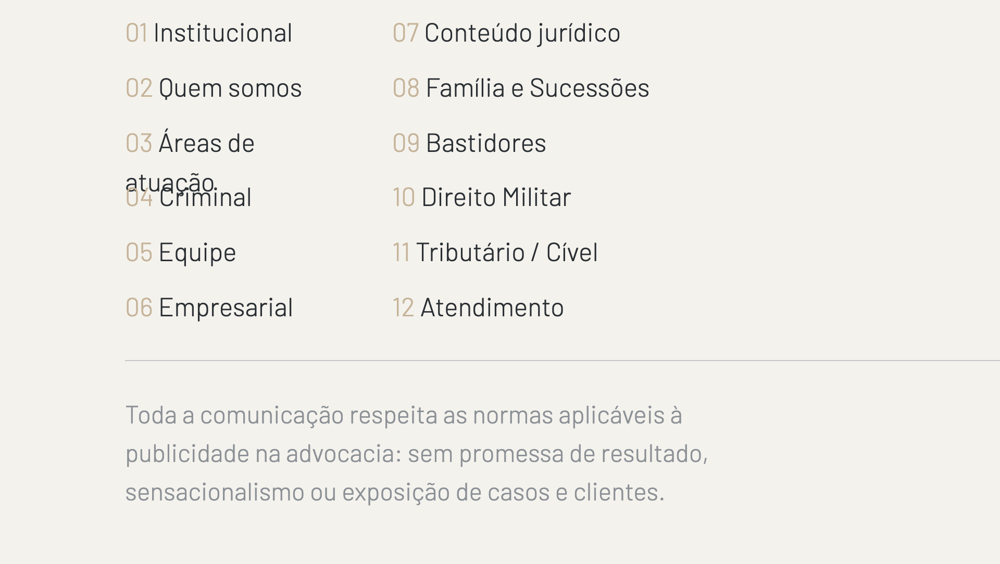 01 Institucional
02 Quem somos
03 Áreas de
atuação
04 Criminal
05 Equipe
06 Empresarial
07 Conteúdo jurídico
08 Família e Sucessões
09 Bastidores
10 Direito Militar
11 Tributário / Cível
12 Atendimento
Toda a comunicação respeita as normas aplicáveis à
publicidade na advocacia: sem promessa de resultado,
sensacionalismo ou exposição de casos e clientes.